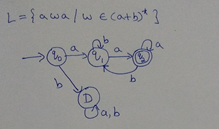 L = {awa / w ∈ (a+b)*}
b
a
q₀
a
q₁
a
q₂
b
b
D
a,b